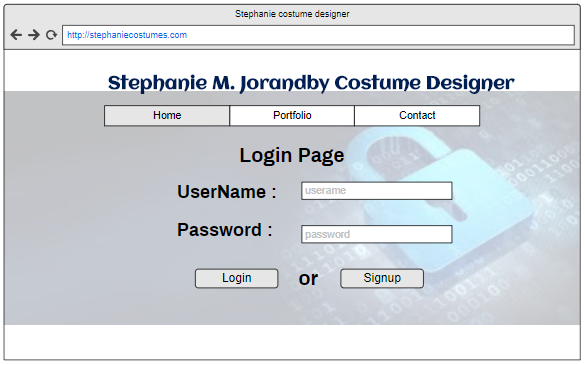 Stephanie costume designer
http://stephaniecostumes.com
Stephanie M. Jorandby Costume Designer
Home Portfolio Contact
Login Page
UserName : userame
Password : password
Login or Signup